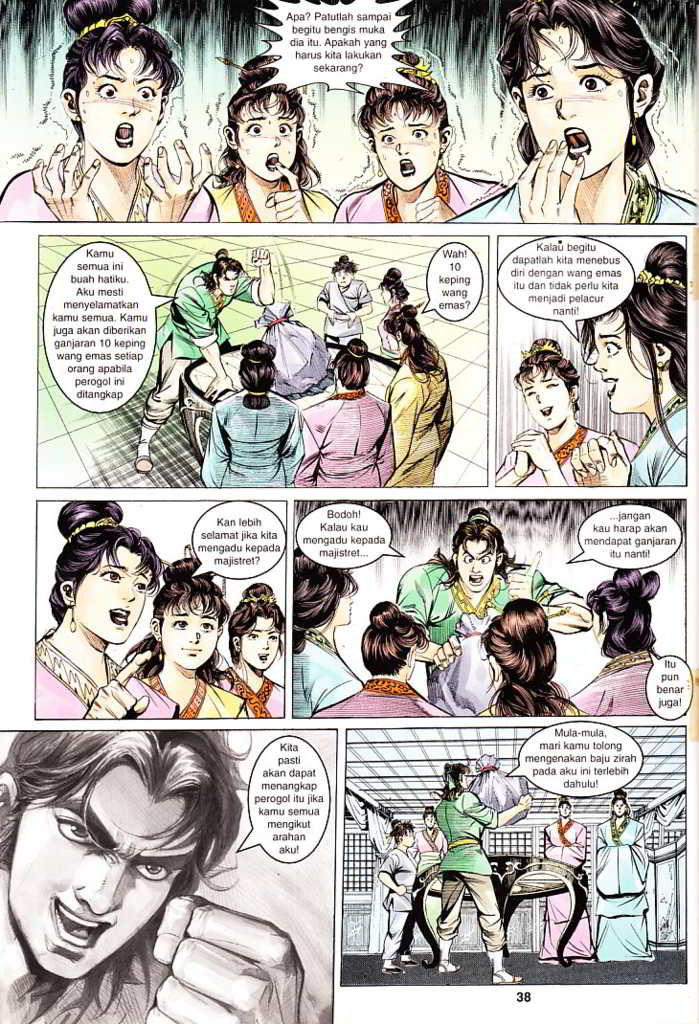 Apa? Patutlah sampai
begitu bengis muka
dia itu. Apakah yang
harus kita lakukan
sekarang?
Kamu
semua ini
buah hatiku.
Aku mesti
menyelamatkan
kamu semua. Kamu
juga akan diberikan
ganjaran 10 keping
wang emas setiap
orang apabila
perogol ini
ditangkap
Wah!
10
keping
wang
emas?
Kalau begitu
dapatlah kita menebus
diri dengan wang emas
itu dan tidak perlu kita
menjadi pelacur
nanti!
Kan lebih
selamat jika kita
mengadu kepada
majistret?
Bodoh!
Kalau kau
mengadu kepada
majistret...
...jangan
kau harap akan
mendapat ganjaran
itu nanti!
Itu
pun
benar
juga!
Kita
pasti
akan dapat
menangkap
perogol itu jika
kamu semua
mengikut
arahan
aku!
Mula-mula,
mari kamu tolong
mengenakan baju zirah
pada aku ini terlebih
dahulu!
38